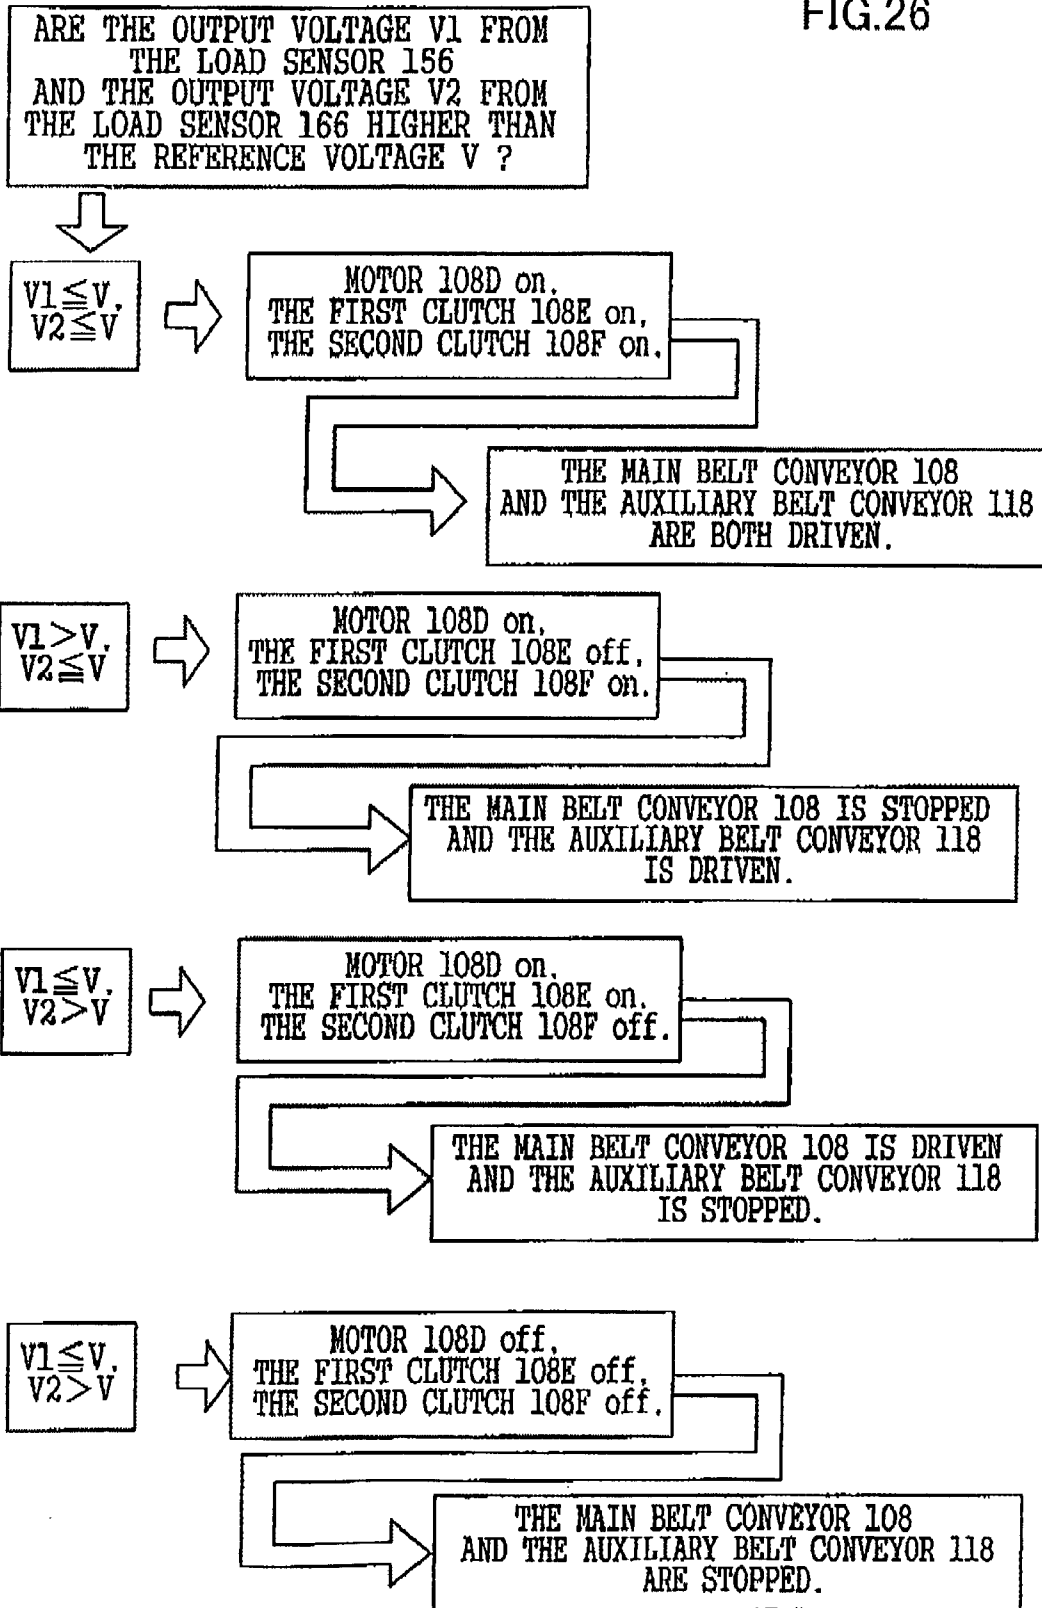 FIG.26
ARE THE OUTPUT VOLTAGE V1 FROM
THE LOAD SENSOR 156
AND THE OUTPUT VOLTAGE V2 FROM
THE LOAD SENSOR 166 HIGHER THAN
THE REFERENCE VOLTAGE V ?
V1≦V,
V2≦V
MOTOR 108D on,
THE FIRST CLUTCH 108E on,
THE SECOND CLUTCH 108F on.
THE MAIN BELT CONVEYOR 108
AND THE AUXILIARY BELT CONVEYOR 118
ARE BOTH DRIVEN.
V1>V,
V2≦V
MOTOR 108D on,
THE FIRST CLUTCH 108E off,
THE SECOND CLUTCH 108F on.
THE MAIN BELT CONVEYOR 108 IS STOPPED
AND THE AUXILIARY BELT CONVEYOR 118
IS DRIVEN.
V1≦V,
V2>V
MOTOR 108D on,
THE FIRST CLUTCH 108E on.
THE SECOND CLUTCH 108F off.
THE MAIN BELT CONVEYOR 108 IS DRIVEN
AND THE AUXILIARY BELT CONVEYOR 118
IS STOPPED.
V1≦V,
V2>V
MOTOR 108D off,
THE FIRST CLUTCH 108E off,
THE SECOND CLUTCH 108F off.
THE MAIN BELT CONVEYOR 108
AND THE AUXILIARY BELT CONVEYOR 118
ARE STOPPED.